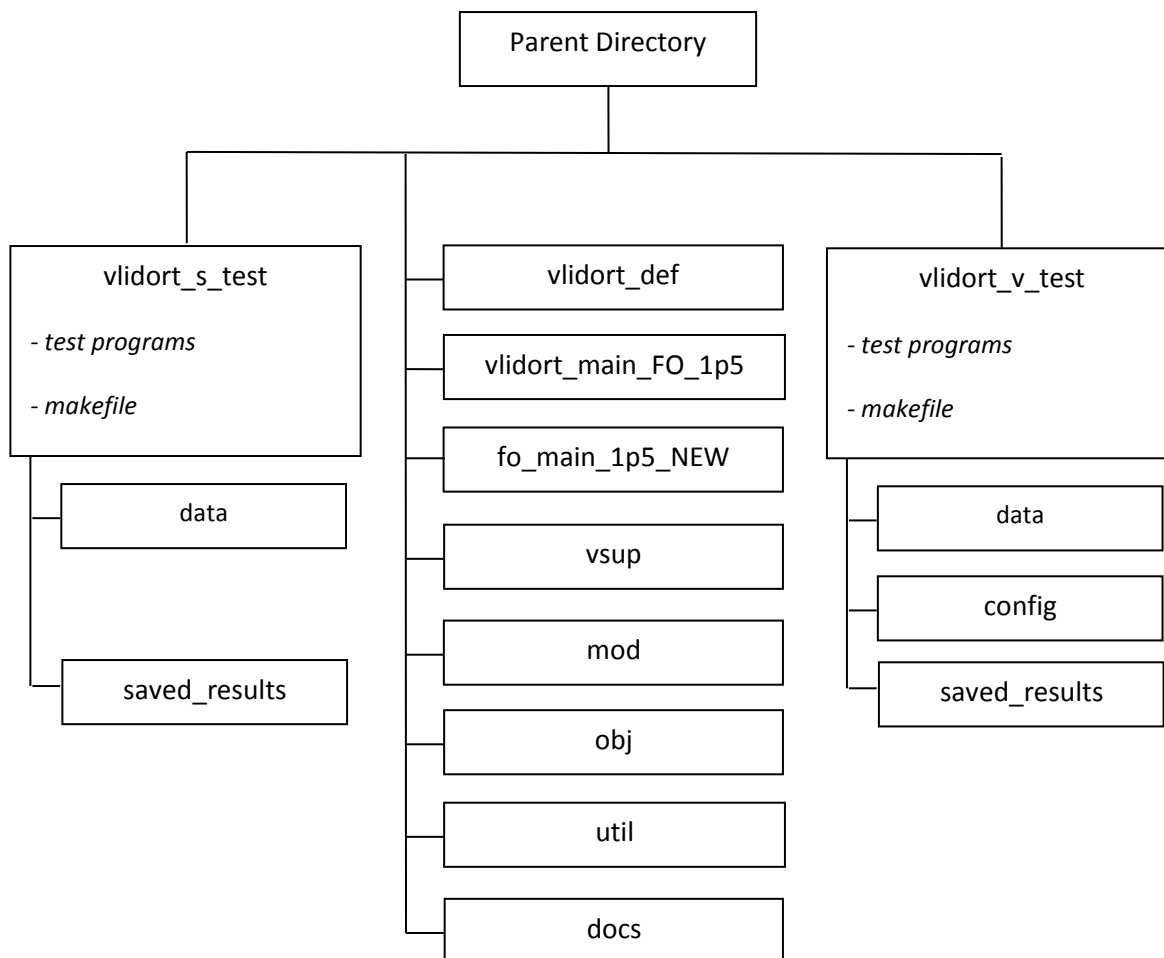 Parent Directory
vlidort_s_test
- test programs
- makefile
data
saved_results
vlidort_def
vlidort_main_FO_1p5
fo_main_1p5_NEW
vsup
mod
obj
util
docs
vlidort_v_test
- test programs
- makefile
data
config
saved_results